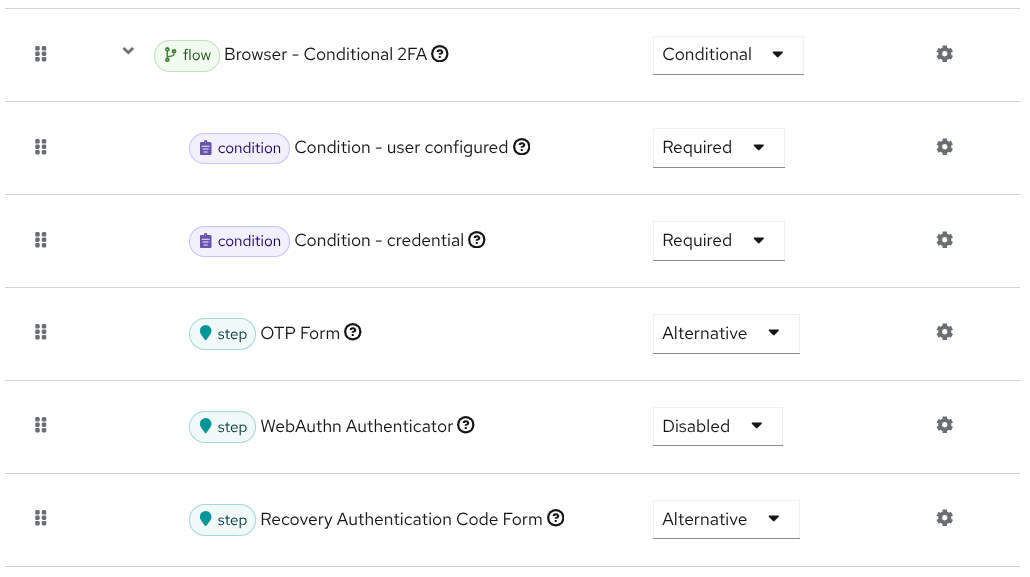 flow Browser - Conditional 2FA Conditional
condition Condition - user configured Required
condition Condition - credential Required
step OTP Form Alternative
step WebAuthn Authenticator Disabled
step Recovery Authentication Code Form Alternative